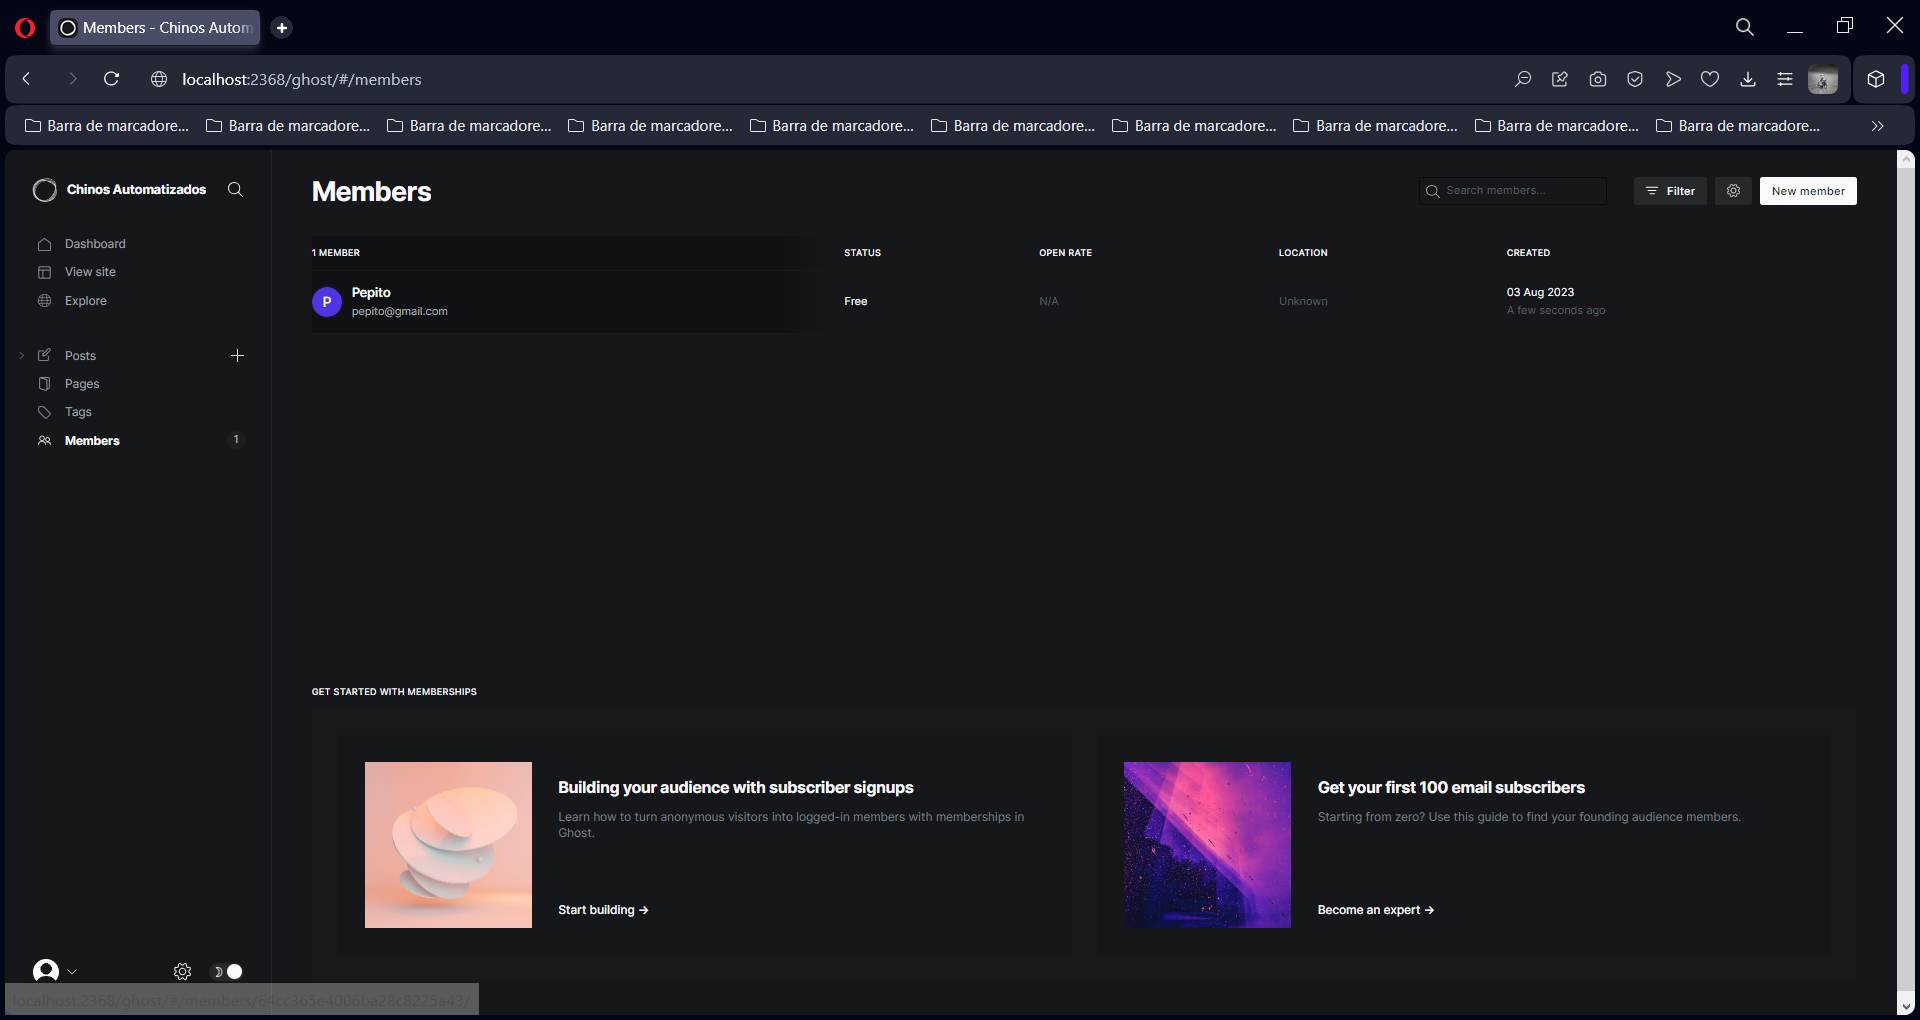 Members - Chinos Autom
localhost:2368/ghost/#/members
Barra de marcadore... Barra de marcadore... Barra de marcadore... Barra de marcadore... Barra de marcadore... Barra de marcadore... Barra de marcadore... Barra de marcadore... Barra de marcadore... Barra de marcadore...
Chinos Automatizados
Dashboard
View site
Explore
Posts
Pages
Tags
Members 1
Members
Search members...
Filter
New member
1 MEMBER STATUS OPEN RATE LOCATION CREATED
P
Pepito
pepito@gmail.com
Free
N/A
Unknown
03 Aug 2023
A few seconds ago
GET STARTED WITH MEMBERSHIPS
Building your audience with subscriber signups
Learn how to turn anonymous visitors into logged-in members with memberships in
Ghost.
Start building →
Get your first 100 email subscribers
Starting from zero? Use this guide to find your founding audience members.
Become an expert →
localhost:2368/ghost/#/members/64cc365e4006ba28c8225a43/